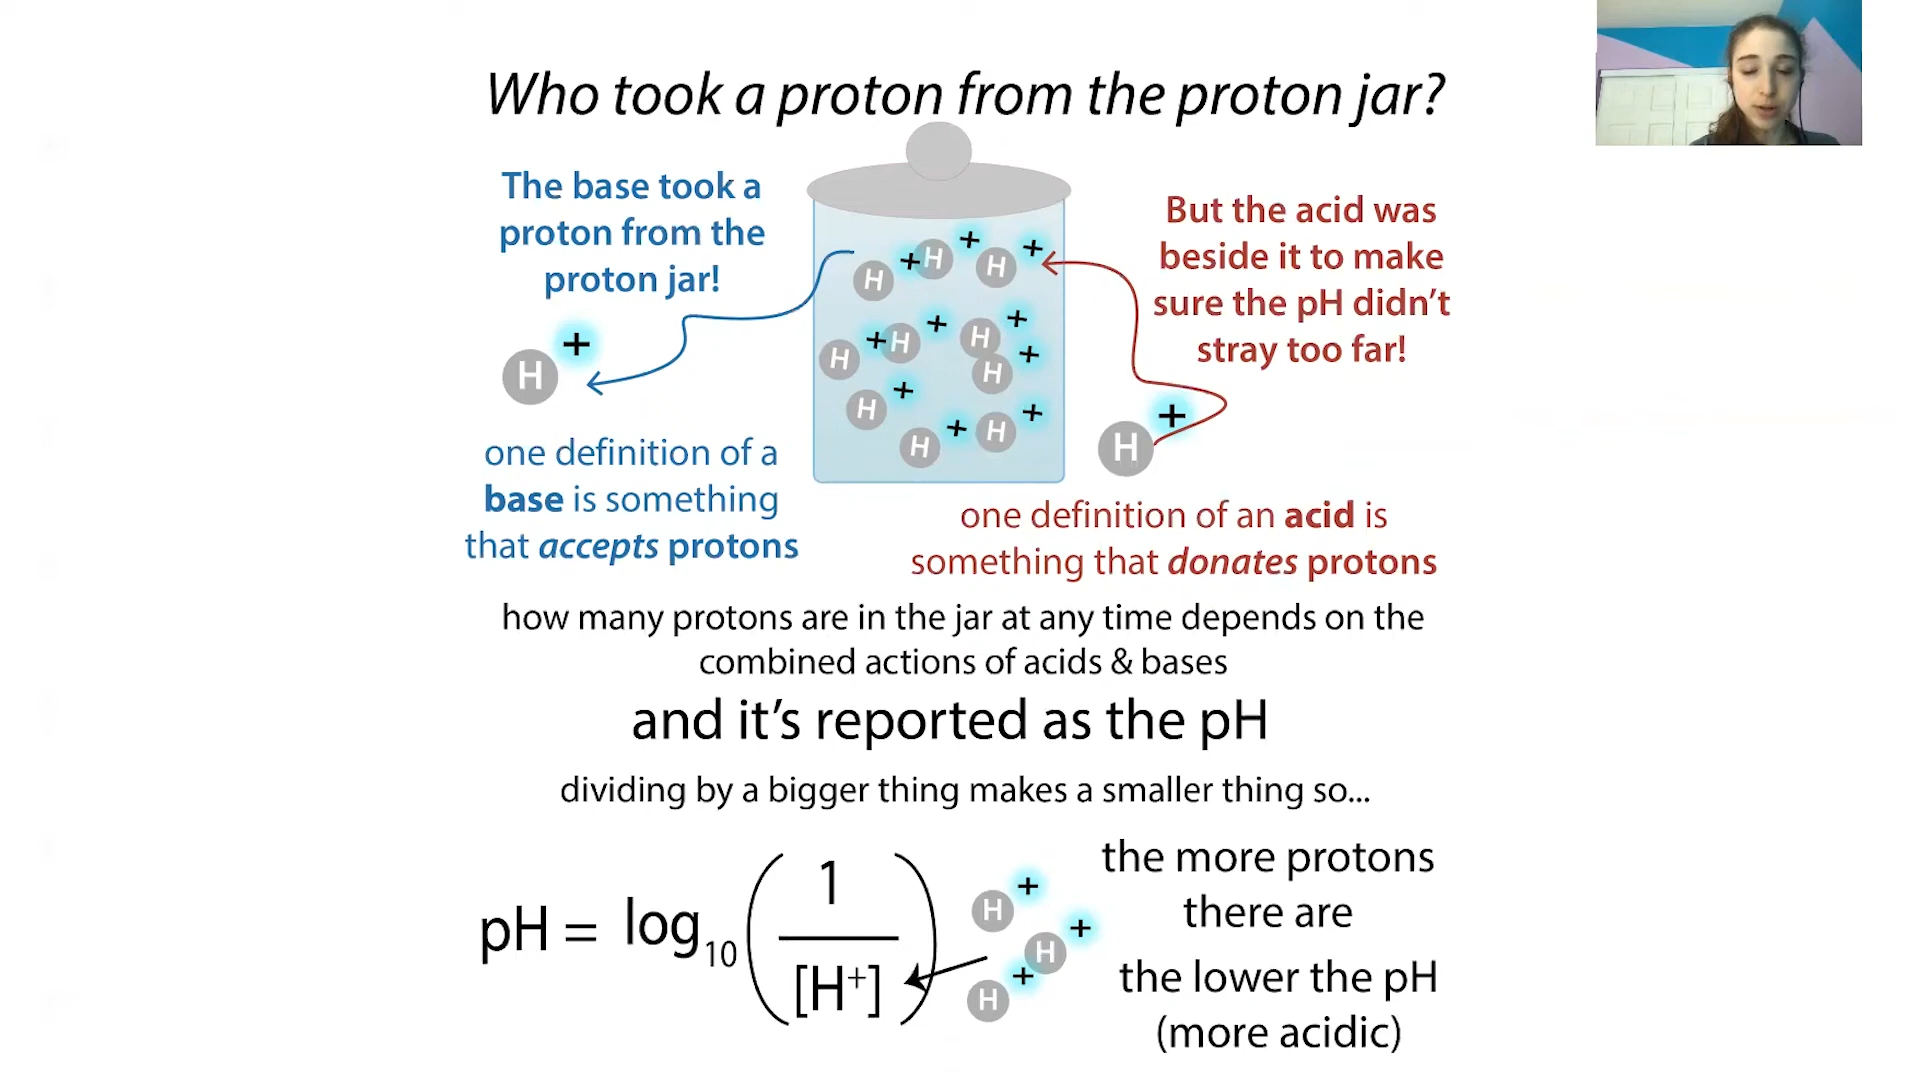 Who took a proton from the proton jar?
The base took a
proton from the
proton jar!
H +
one definition of a
base is something
that accepts protons
H + H + H +
H + H + H +
H +
H +
H + H +
But the acid was
beside it to make
sure the pH didn't
stray too far!
H +
one definition of an acid is
something that donates protons
how many protons are in the jar at any time depends on the
combined actions of acids & bases
and it's reported as the pH
dividing by a bigger thing makes a smaller thing so...
pH = log10 ( 1 / [H+] )
H +
H +
H +
the more protons
there are
the lower the pH
(more acidic)